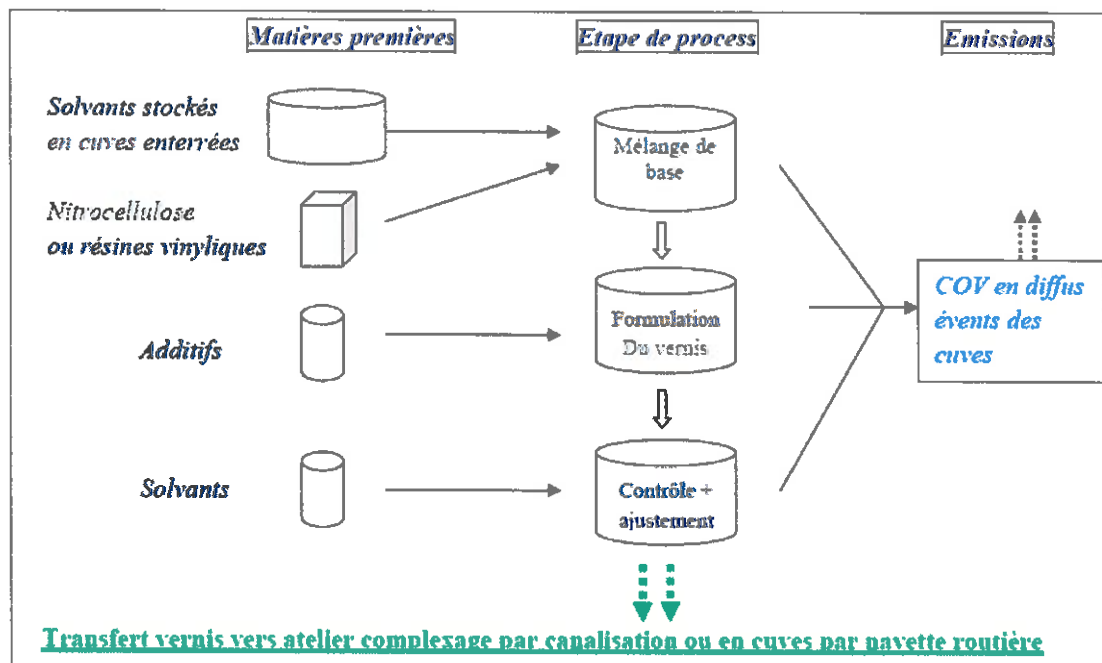 Matières premières
Etape de process
Emissions
Solvants stockés
en cuves enterrées
Mélange de
base
Nitrocellulose
ou résines vinyliques
COV en diffus
évents des
cuves
Additifs
Formulation
Du vernis
Solvants
Contrôle +
ajustement
Transfert vernis vers atelier complexage par canalisation ou en cuves par navette routière